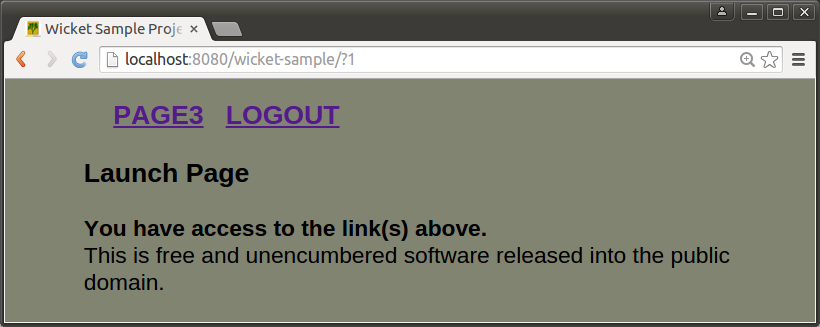 Wicket Sample Proje
localhost:8080/wicket-sample/?1
PAGE3 LOGOUT
Launch Page
You have access to the link(s) above.
This is free and unencumbered software released into the public
domain.